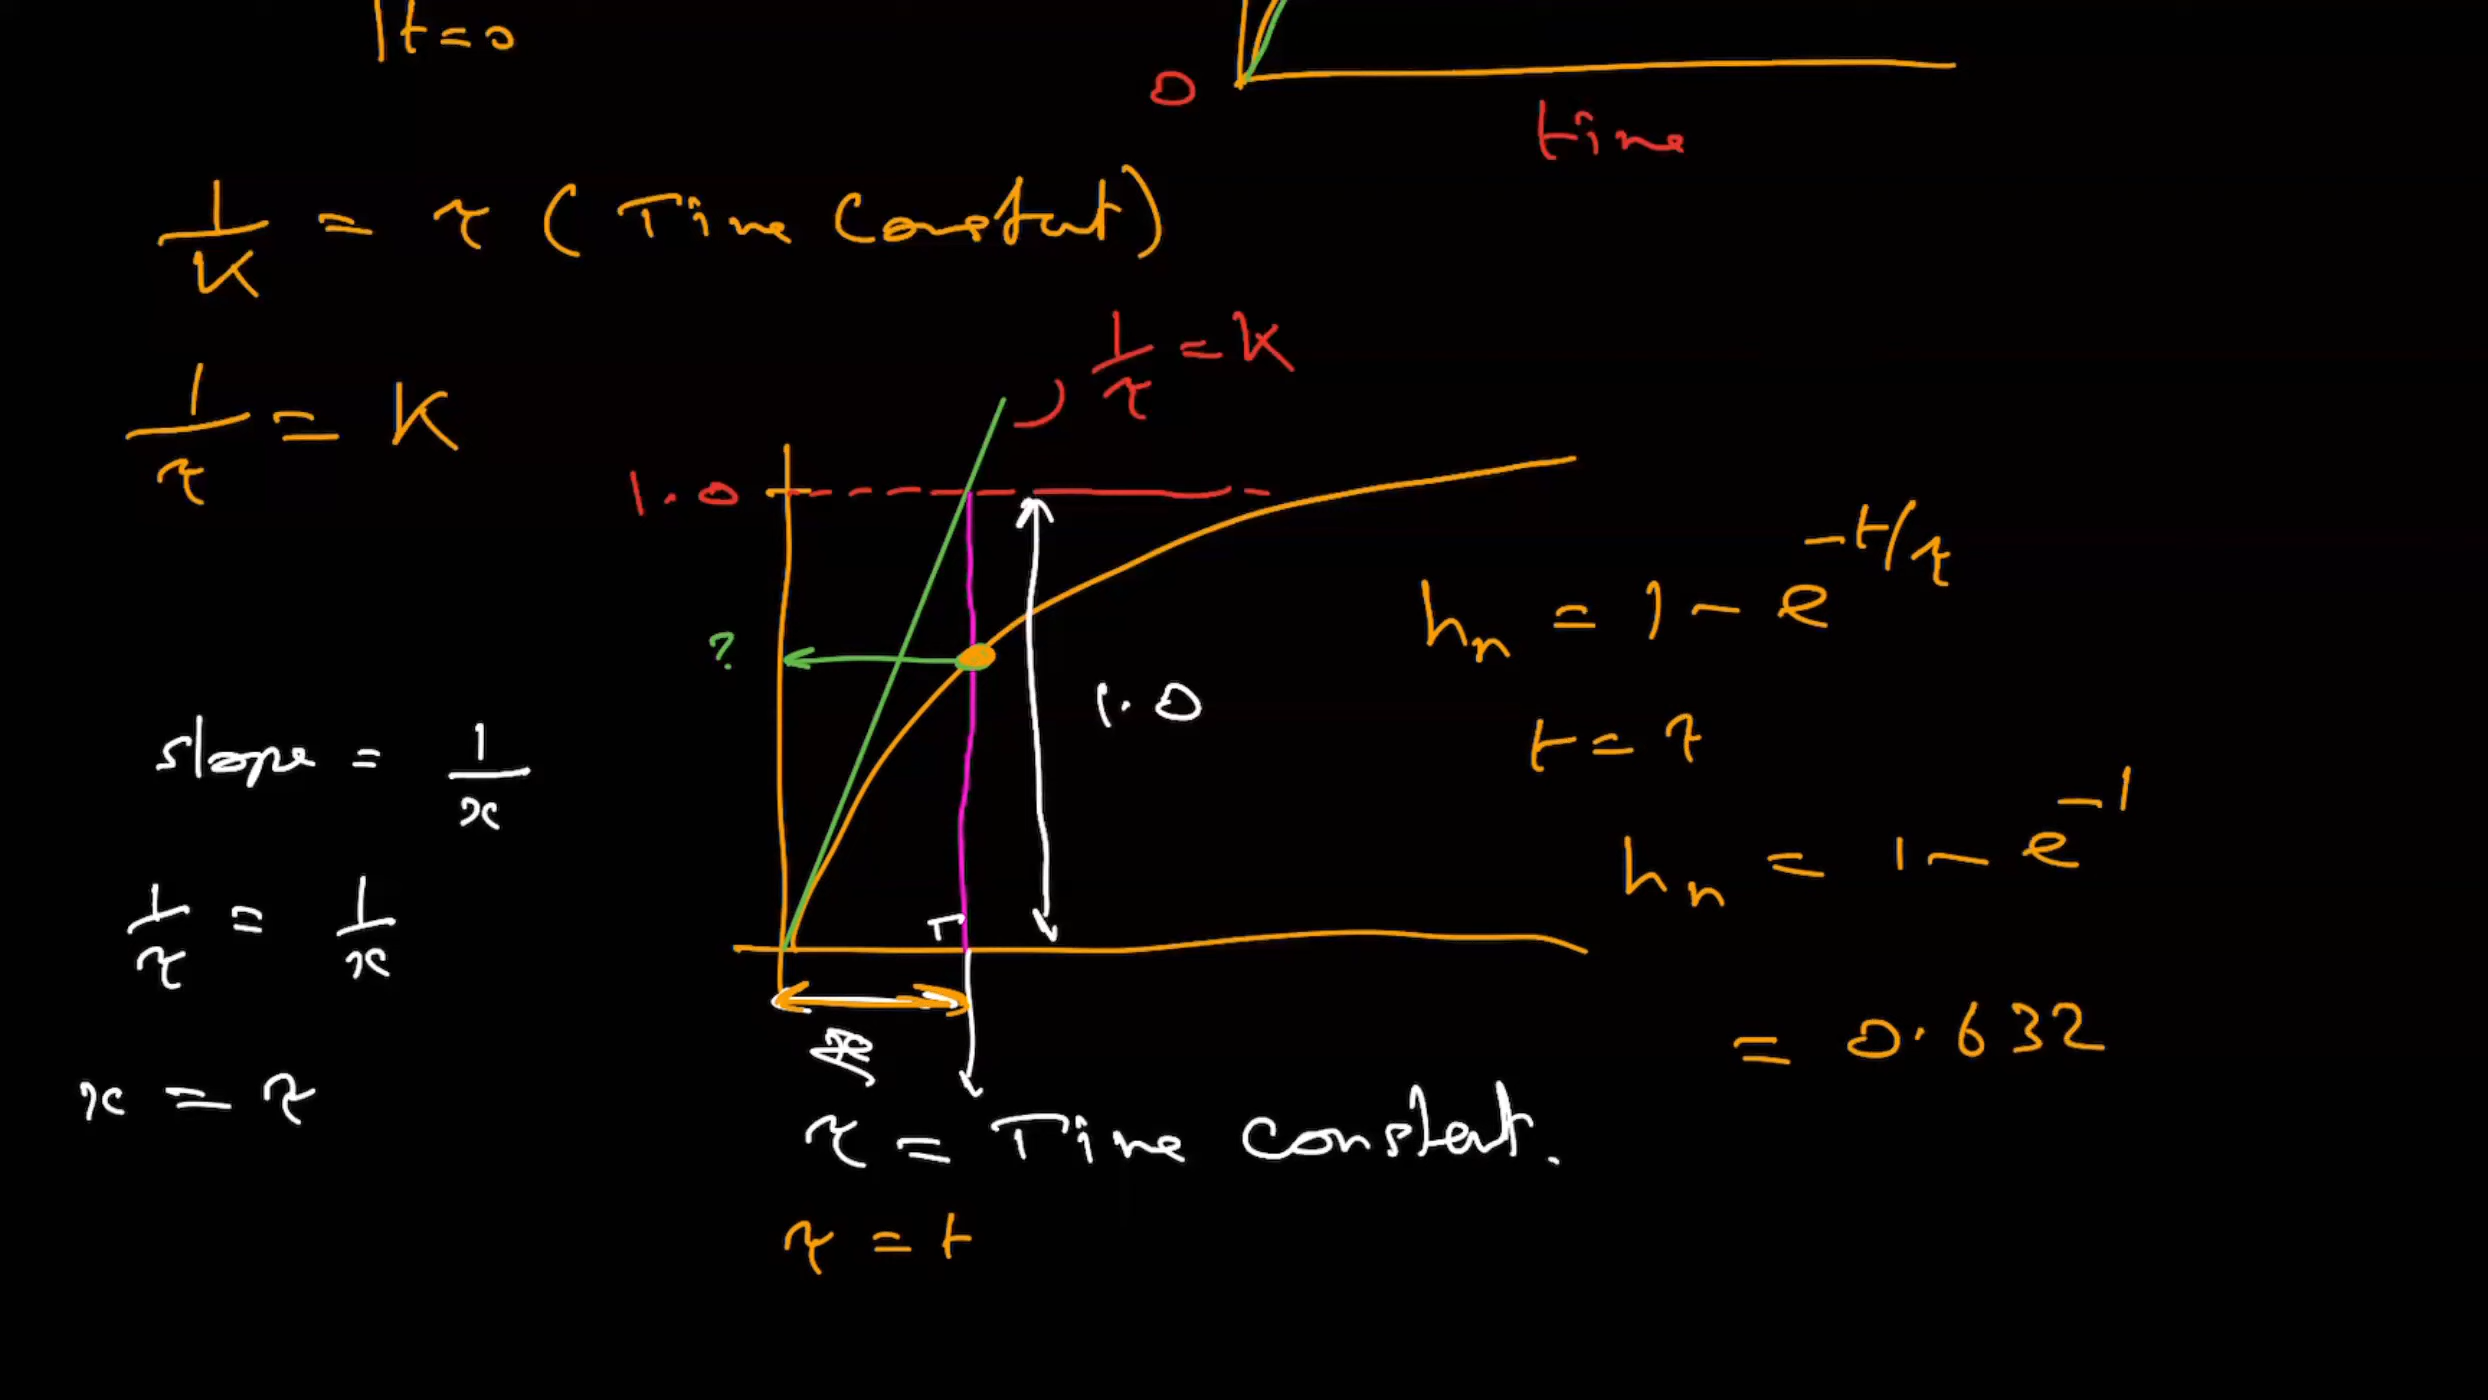 t=0
0
time
1/K = τ (Time Constant)
1/τ = K
1/τ = K
1.0
?
1.0
hn = 1 - e^-t/τ
t = τ
hn = 1 - e^-1
= 0.632
slope = 1/x
1/τ = 1/x
x = τ
τ = Time constant.
τ = t